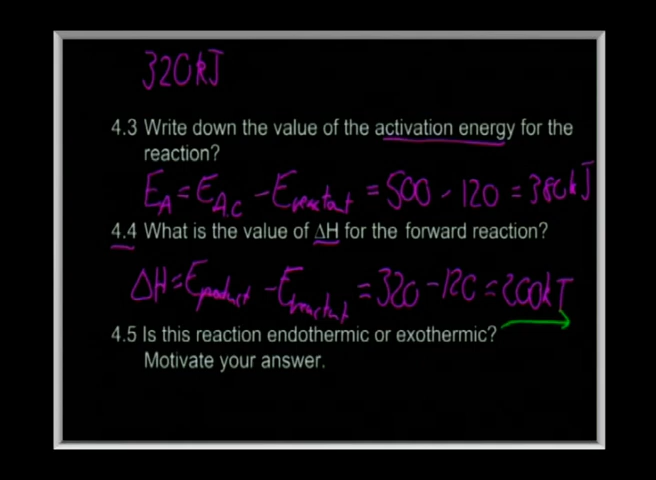 320kJ
4.3 Write down the value of the activation energy for the
reaction?
EA = EAC - Ereactant = 500 - 120 = 380kJ
4.4 What is the value of ΔH for the forward reaction?
ΔH = Eproduct - Ereactant = 320 - 120 = 200kJ
4.5 Is this reaction endothermic or exothermic?
Motivate your answer.